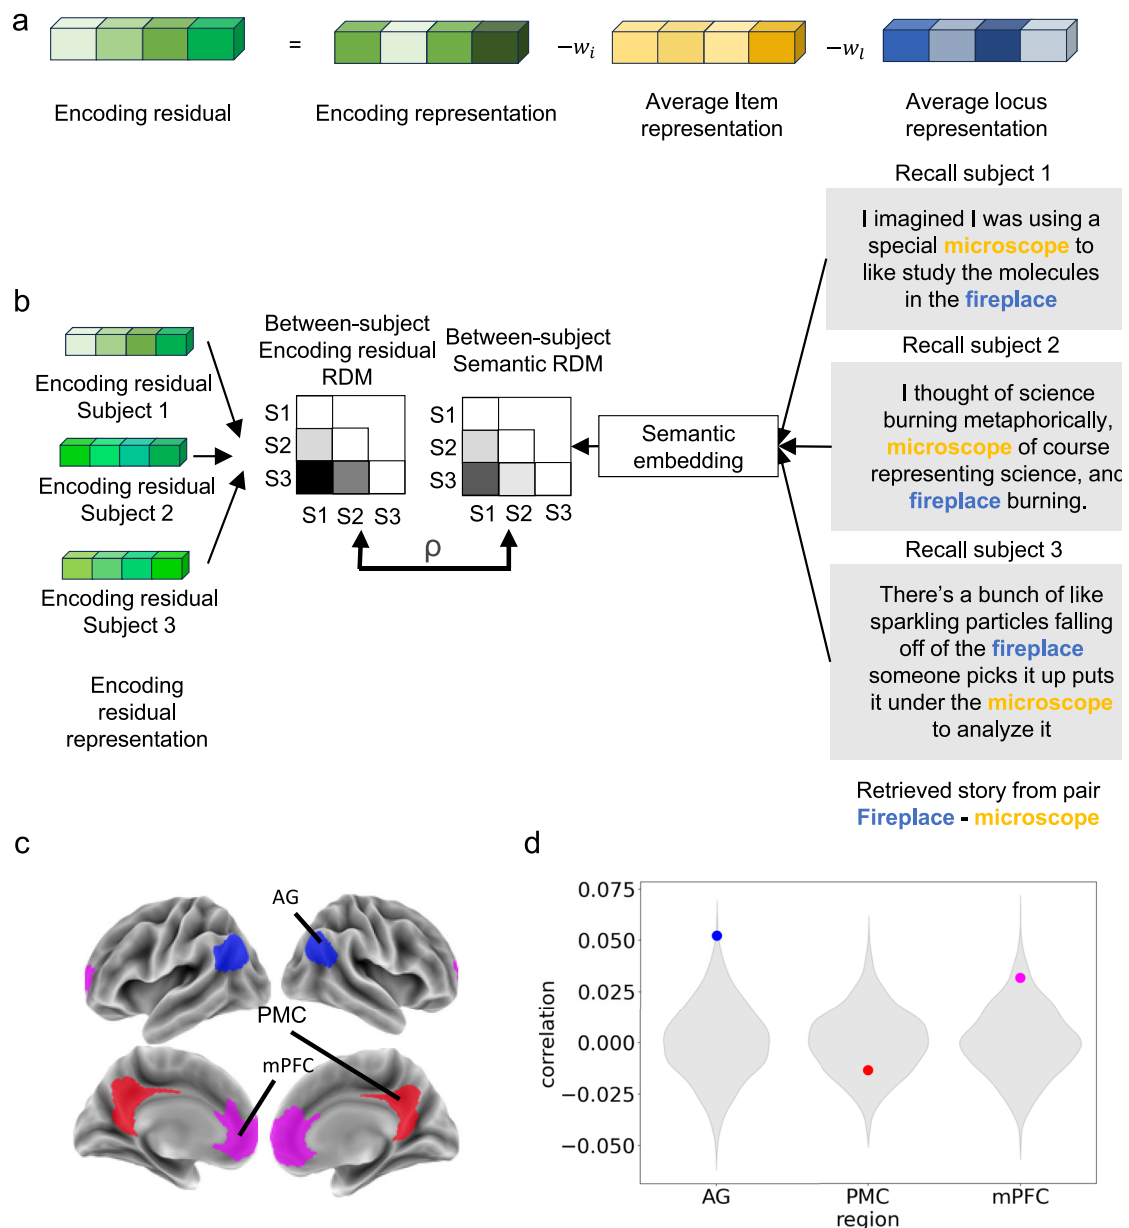 a
=
−wᵢ
−wₗ
Encoding residual
Encoding representation
Average Item
representation
Average locus
representation
Recall subject 1
I imagined I was using a
special microscope to
like study the molecules
in the fireplace
b
Encoding residual
Subject 1
Encoding residual
Subject 2
Encoding residual
Subject 3
Encoding
residual
representation
Between-subject
Encoding residual
RDM
S1
S2
S3
S1 S2 S3
Between-subject
Semantic RDM
S1
S2
S3
S1 S2 S3
ρ
Semantic
embedding
Recall subject 2
I thought of science
burning metaphorically,
microscope of course
representing science, and
fireplace burning.
Recall subject 3
There's a bunch of like
sparkling particles falling
off of the fireplace
someone picks it up puts
it under the microscope
to analyze it
Retrieved story from pair
Fireplace - microscope
c
AG
PMC
mPFC
d
0.075
0.050
0.025
0.000
−0.025
−0.050
correlation
AG
PMC
mPFC
region